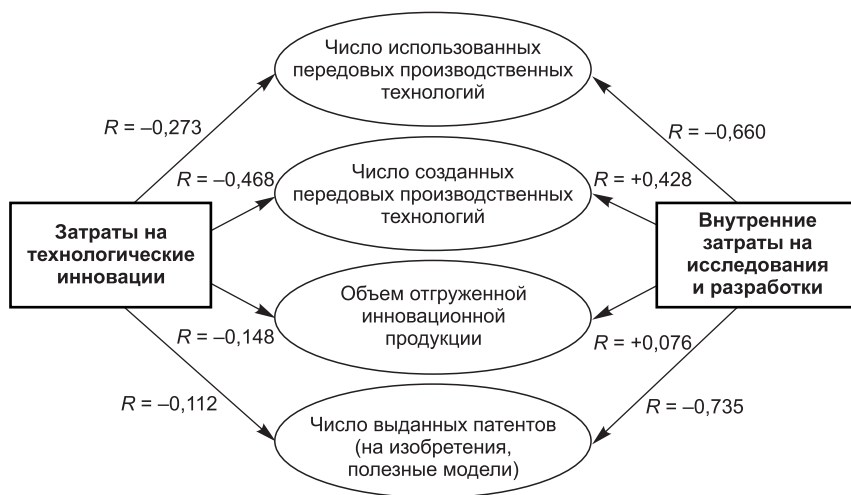 Число использованных
передовых производственных
технологий
R = –0,273
R = –0,660
Число созданных
передовых производственных
технологий
R = –0,468
R = +0,428
Затраты на
технологические
инновации
Внутренние
затраты на
исследования
и разработки
Объем отгруженной
инновационной
продукции
R = –0,148
R = +0,076
R = –0,112
R = –0,735
Число выданных патентов
(на изобретения,
полезные модели)